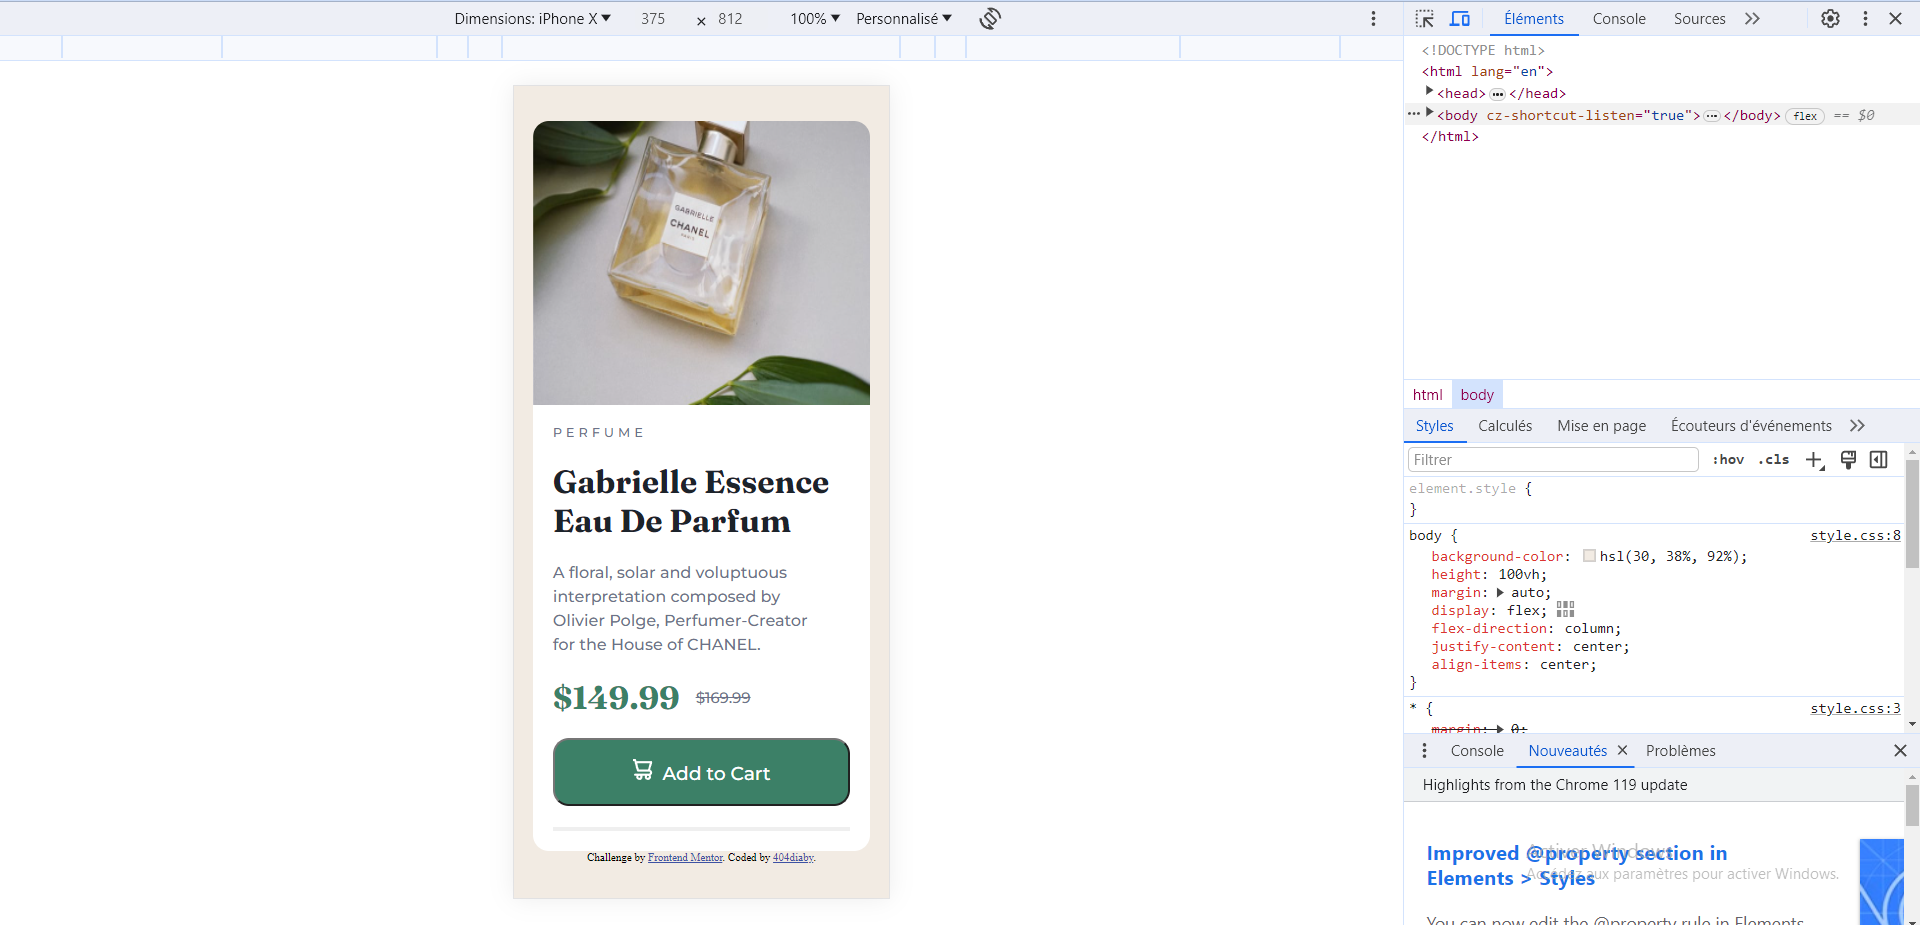 Dimensions: iPhone X ▼ 375 × 812 100% ▼ Personnalisé ▼
Éléments Console Sources
<!DOCTYPE html>
<html lang="en">
<head> ••• </head>
••• <body cz-shortcut-listen="true"> ••• </body> flex == $0
</html>
GABRIELLE
CHANEL
PARIS
PERFUME
Gabrielle Essence
Eau De Parfum
A floral, solar and voluptuous
interpretation composed by
Olivier Polge, Perfumer-Creator
for the House of CHANEL.
$149.99 $169.99
Add to Cart
Challenge by Frontend Mentor. Coded by 404diaby.
html body
Styles Calculés Mise en page Écouteurs d'événements
Filtrer :hov .cls
element.style {
}
body { style.css:8
background-color: hsl(30, 38%, 92%);
height: 100vh;
margin: auto;
display: flex;
flex-direction: column;
justify-content: center;
align-items: center;
}
* { style.css:3
margin: 0;
Console Nouveautés Problèmes
Highlights from the Chrome 119 update
Improved @property section in
Elements > Styles
Activer Windows
Accédez aux paramètres pour activer Windows.
You can now edit the @property rule in Elements